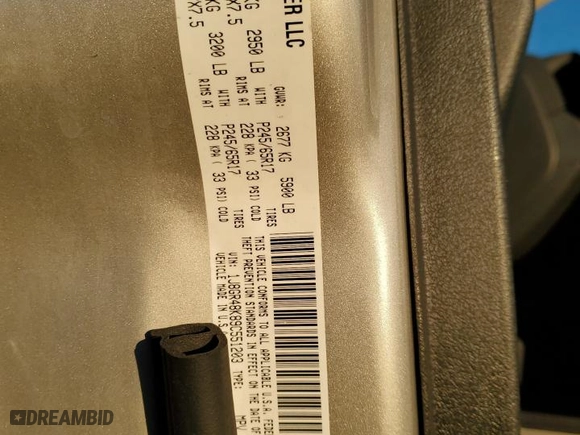 ER LLC
GVWR: 2677 KG 5900 LB
KG 2950 LB WITH P245/65R17 TIRES
X7.5 RIMS AT 228 KPA ( 33 PSI) COLD
KG 3200 LB WITH P245/65R17 TIRES
X7.5 RIMS AT 228 KPA ( 33 PSI) COLD
THIS VEHICLE CONFORMS TO ALL APPLICABLE U.S.A. FEDE
THEFT PREVENTION STANDARDS IN EFFECT ON THE DATE OF
VIN: 1J8GR48K89C551203 TYPE: MPV
VEHICLE MADE IN U.S.
DREAMBID